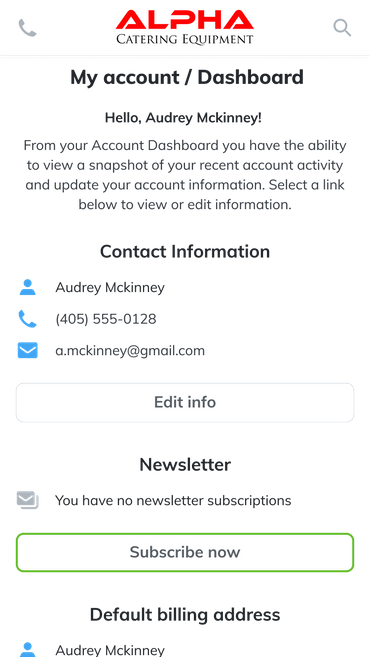 ALPHA
CATERING EQUIPMENT
My account / Dashboard
Hello, Audrey Mckinney!
From your Account Dashboard you have the ability
to view a snapshot of your recent account activity
and update your account information. Select a link
below to view or edit information.
Contact Information
Audrey Mckinney
(405) 555-0128
a.mckinney@gmail.com
Edit info
Newsletter
You have no newsletter subscriptions
Subscribe now
Default billing address
Audrey Mckinney